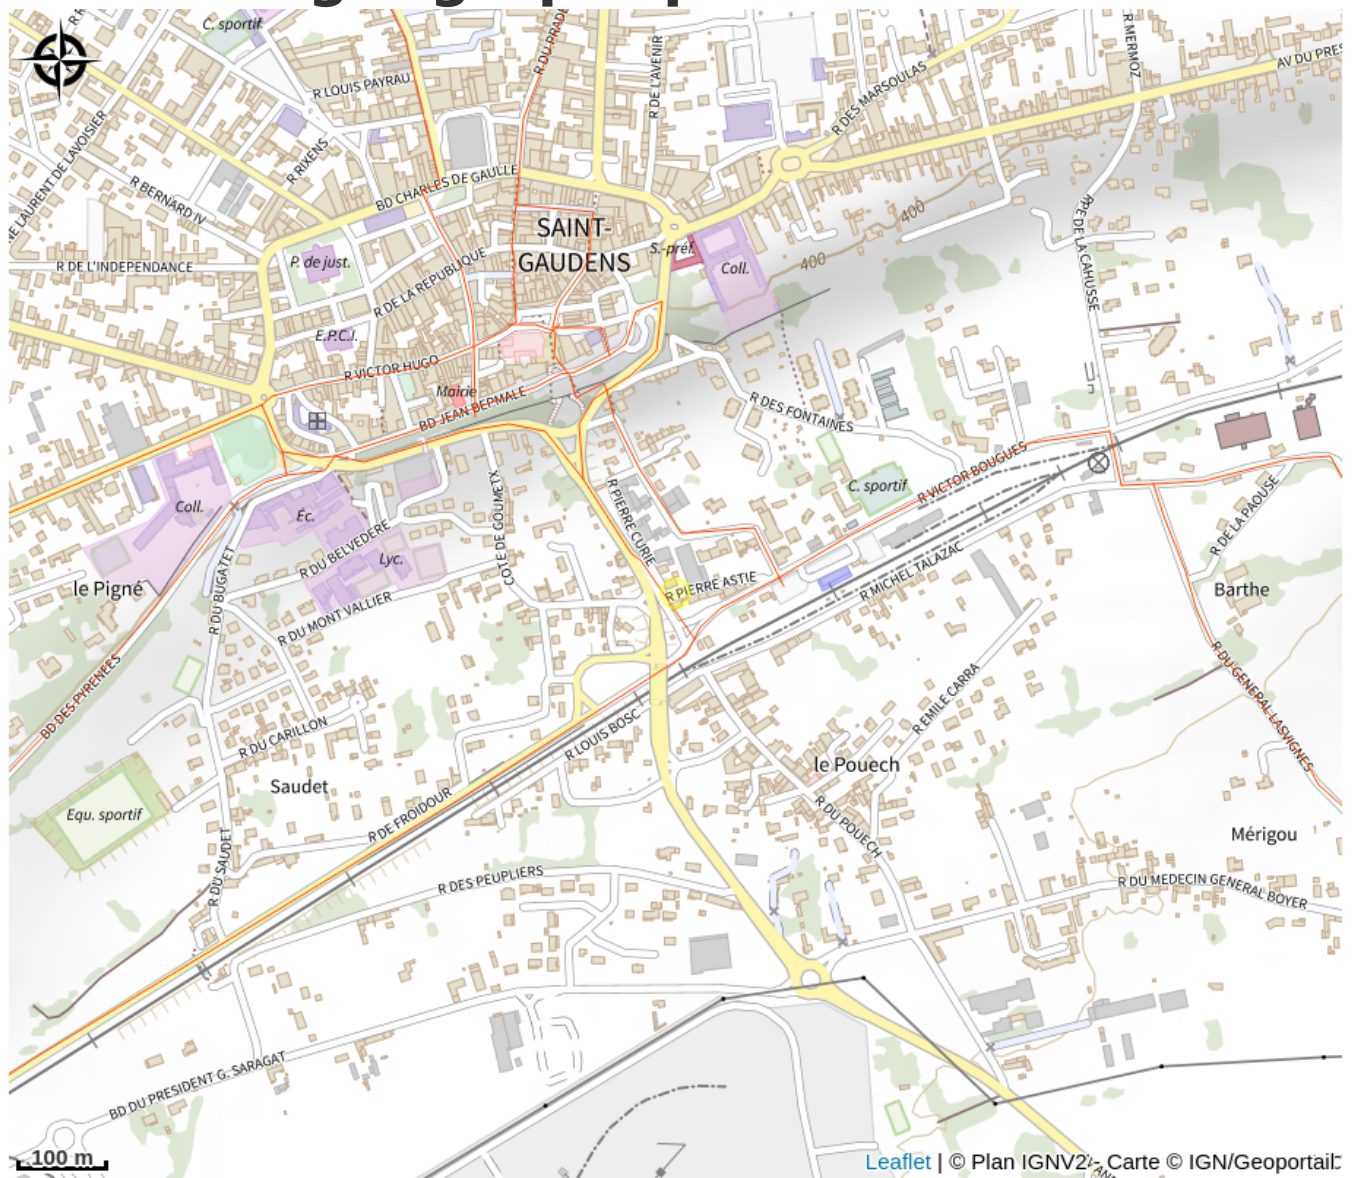 C. sportif
R LOUIS PAYRAU
R DU PRADE
R DE L'AVENIR
R MERMOZ
R DES MARSOULAS
AV DU PRES
NE LAURENT DE LAVOISIER
R BERNARD IV
R RIXENS
BD CHARLES DE GAULLE
SAINT-
GAUDENS
S.-préf.
Coll.
400
400
RPE DE LA CAHUSSE
R DE L'INDEPENDANCE
P. de just.
R DE LA REPUBLIQUE
E.P.C.I.
R VICTOR HUGO
Mairie
BD JEAN BEPMALE
R DES FONTAINES
C. sportif
R VICTOR BOUGUES
Coll.
Éc.
R DU BELVEDERE
Lyc.
COTE DE GOUMETX
R PIERRE CURIE
R PIERRE ASTIE
R MICHEL TALAZAC
R DE LA PAOUSE
Barthe
le Pigné
R DU BUGATET
R DU MONT VALLIER
BD DES PYRENEES
R DU CARILLON
R LOUIS BOSC
R EMILE CARRA
R DU GENERAL LASVIGNES
Saudet
le Pouech
Equ. sportif
R DE FROIDOUR
R DU POUECH
Mérigou
R DU SAUDET
R DES PEUPLIERS
R DU MEDECIN GENERAL BOYER
BD DU PRESIDENT G. SARAGAT
100 m
Leaflet | © Plan IGNV2 - Carte © IGN/Geoportail